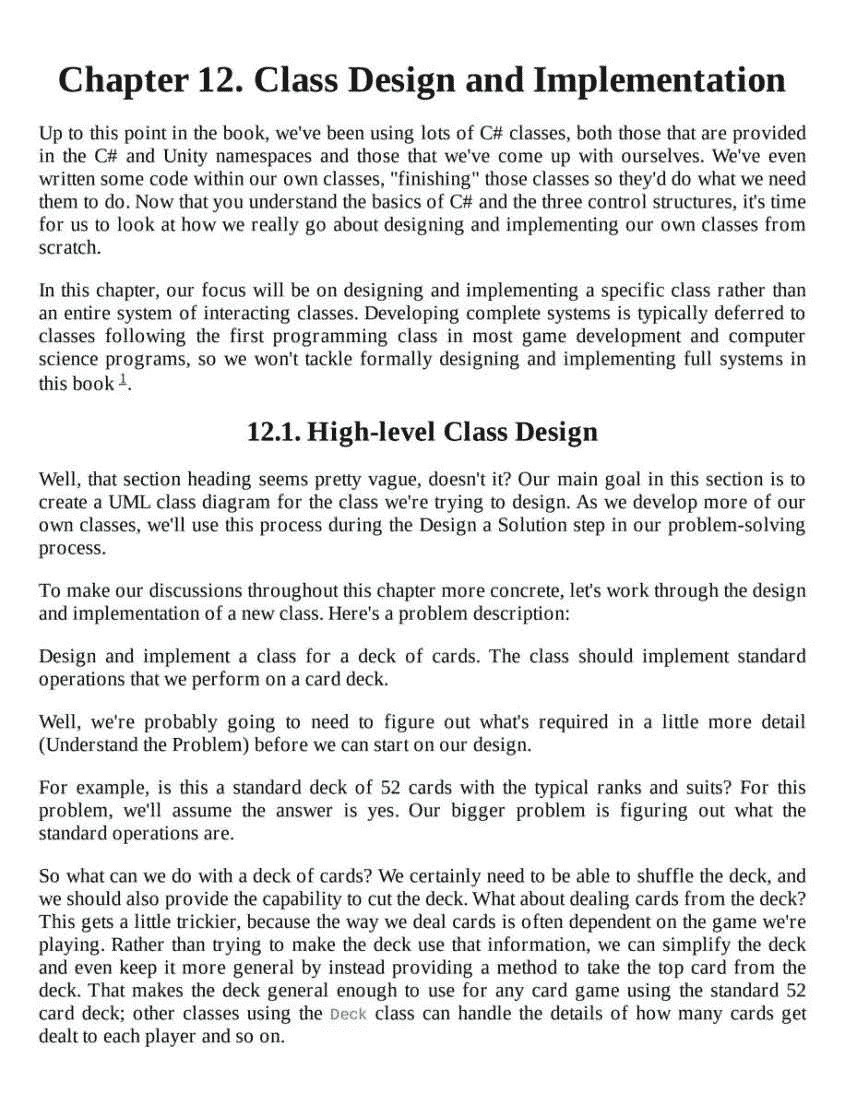 Chapter 12. Class Design and Implementation
Up to this point in the book, we've been using lots of C# classes, both those that are provided
in the C# and Unity namespaces and those that we've come up with ourselves. We've even
written some code within our own classes, "finishing" those classes so they'd do what we need
them to do. Now that you understand the basics of C# and the three control structures, it's time
for us to look at how we really go about designing and implementing our own classes from
scratch.
In this chapter, our focus will be on designing and implementing a specific class rather than
an entire system of interacting classes. Developing complete systems is typically deferred to
classes following the first programming class in most game development and computer
science programs, so we won't tackle formally designing and implementing full systems in
this book 1.
12.1. High-level Class Design
Well, that section heading seems pretty vague, doesn't it? Our main goal in this section is to
create a UML class diagram for the class we're trying to design. As we develop more of our
own classes, we'll use this process during the Design a Solution step in our problem-solving
process.
To make our discussions throughout this chapter more concrete, let's work through the design
and implementation of a new class. Here's a problem description:
Design and implement a class for a deck of cards. The class should implement standard
operations that we perform on a card deck.
Well, we're probably going to need to figure out what's required in a little more detail
(Understand the Problem) before we can start on our design.
For example, is this a standard deck of 52 cards with the typical ranks and suits? For this
problem, we'll assume the answer is yes. Our bigger problem is figuring out what the
standard operations are.
So what can we do with a deck of cards? We certainly need to be able to shuffle the deck, and
we should also provide the capability to cut the deck. What about dealing cards from the deck?
This gets a little trickier, because the way we deal cards is often dependent on the game we're
playing. Rather than trying to make the deck use that information, we can simplify the deck
and even keep it more general by instead providing a method to take the top card from the
deck. That makes the deck general enough to use for any card game using the standard 52
card deck; other classes using the Deck class can handle the details of how many cards get
dealt to each player and so on.